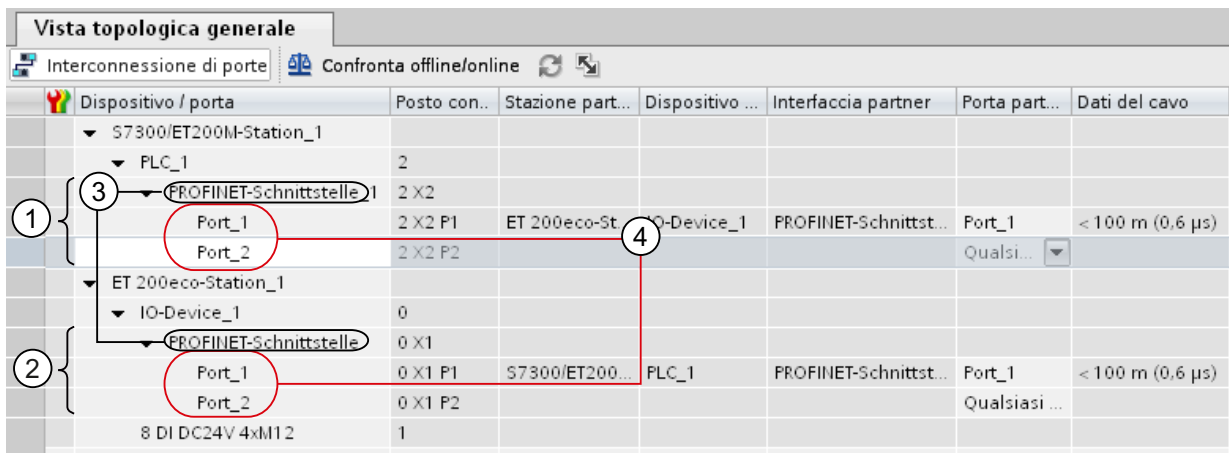 Vista topologica generale
Interconnessione di porte Confronta offline/online
Dispositivo / porta Posto con.. Stazione part... Dispositivo ... Interfaccia partner Porta part... Dati del cavo
S7300/ET200M-Station_1
PLC_1 2
3 PROFINET-Schnittstelle_1 2 X2
1 Port_1 2 X2 P1 ET 200eco-St. IO-Device_1 PROFINET-Schnittst... Port_1 < 100 m (0,6 µs)
4
Port_2 2 X2 P2 Qualsi...
ET 200eco-Station_1
IO-Device_1 0
PROFINET-Schnittstelle 0 X1
2 Port_1 0 X1 P1 S7300/ET200... PLC_1 PROFINET-Schnittst... Port_1 < 100 m (0,6 µs)
Port_2 0 X1 P2 Qualsiasi ...
8 DI DC24V 4xM12 1